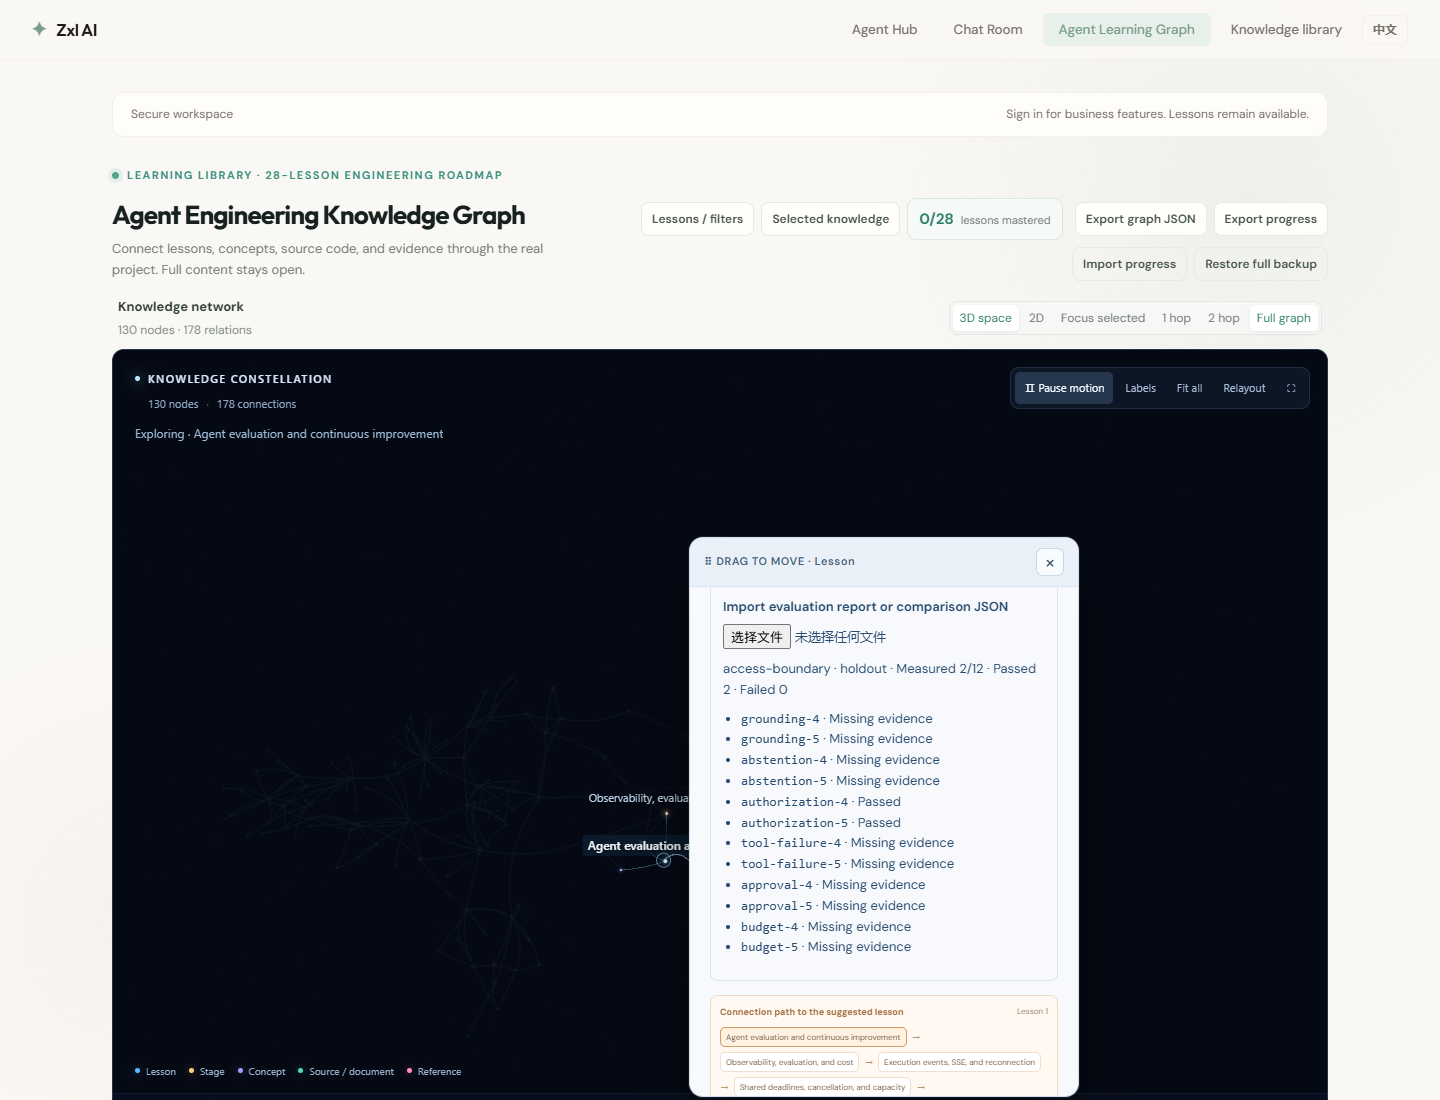 Zxl AI
Agent Hub
Chat Room
Agent Learning Graph
Knowledge library
中文
Secure workspace
Sign in for business features. Lessons remain available.
LEARNING LIBRARY · 28-LESSON ENGINEERING ROADMAP
Agent Engineering Knowledge Graph
Connect lessons, concepts, source code, and evidence through the real
project. Full content stays open.
Lessons / filters
Selected knowledge
0/28 lessons mastered
Export graph JSON
Export progress
Import progress
Restore full backup
Knowledge network
130 nodes · 178 relations
3D space
2D
Focus selected
1 hop
2 hop
Full graph
KNOWLEDGE CONSTELLATION
130 nodes · 178 connections
Exploring · Agent evaluation and continuous improvement
Pause motion
Labels
Fit all
Relayout
Observability, evalua
Agent evaluation a
DRAG TO MOVE · Lesson
×
Import evaluation report or comparison JSON
选择文件 未选择任何文件
access-boundary · holdout · Measured 2/12 · Passed
2 · Failed 0
• grounding-4 · Missing evidence
• grounding-5 · Missing evidence
• abstention-4 · Missing evidence
• abstention-5 · Missing evidence
• authorization-4 · Passed
• authorization-5 · Passed
• tool-failure-4 · Missing evidence
• tool-failure-5 · Missing evidence
• approval-4 · Missing evidence
• approval-5 · Missing evidence
• budget-4 · Missing evidence
• budget-5 · Missing evidence
Connection path to the suggested lesson
Lesson 1
Agent evaluation and continuous improvement →
Observability, evaluation, and cost → Execution events, SSE, and reconnection
→ Shared deadlines, cancellation, and capacity →
Lesson
Stage
Concept
Source / document
Reference